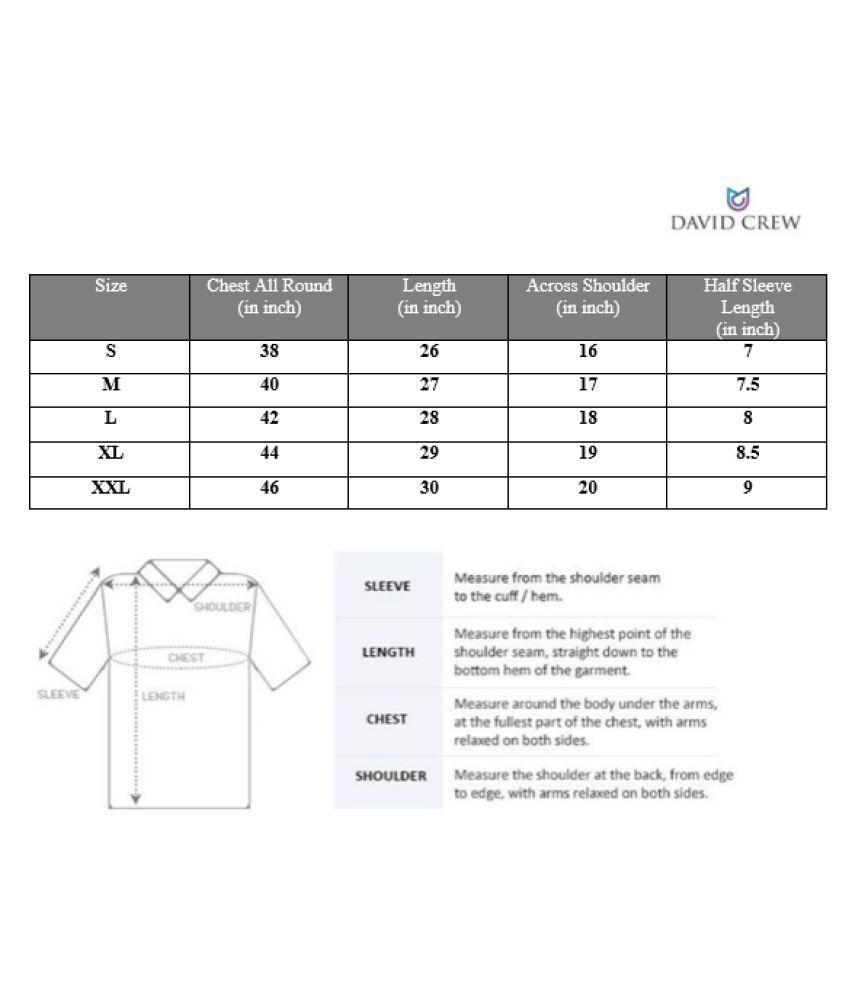 DAVID CREW
Size Chest All Round (in inch) Length (in inch) Across Shoulder (in inch) Half Sleeve Length (in inch)
S 38 26 16 7
M 40 27 17 7.5
L 42 28 18 8
XL 44 29 19 8.5
XXL 46 30 20 9
SHOULDER
CHEST
SLEEVE
LENGTH
SLEEVE
Measure from the shoulder seam
to the cuff / hem.
LENGTH
Measure from the highest point of the
shoulder seam, straight down to the
bottom hem of the garment.
CHEST
Measure around the body under the arms,
at the fullest part of the chest, with arms
relaxed on both sides.
SHOULDER
Measure the shoulder at the back, from edge
to edge, with arms relaxed on both sides.